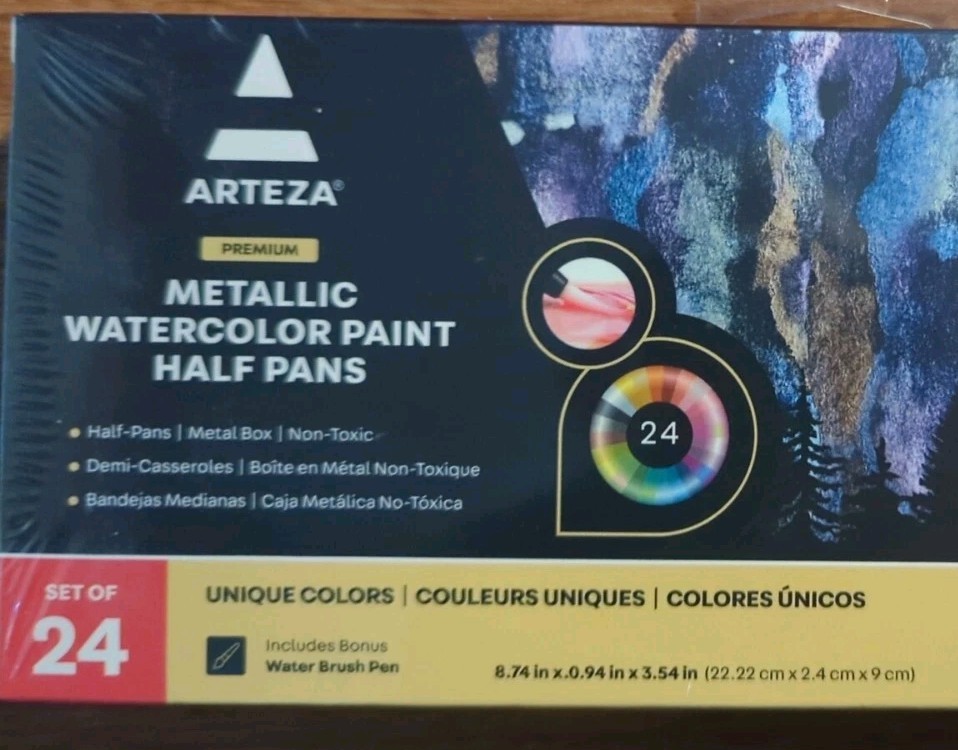 ARTEZA®
PREMIUM
METALLIC
WATERCOLOR PAINT
HALF PANS
• Half-Pans | Metal Box | Non-Toxic
• Demi-Casseroles | Boîte en Métal Non-Toxique
• Bandejas Medianas | Caja Metálica No-Tóxica
24
SET OF
24
UNIQUE COLORS | COULEURS UNIQUES | COLORES ÚNICOS
Includes Bonus
Water Brush Pen
8.74 in x.0.94 in x 3.54 in (22.22 cm x 2.4 cm x 9 cm)